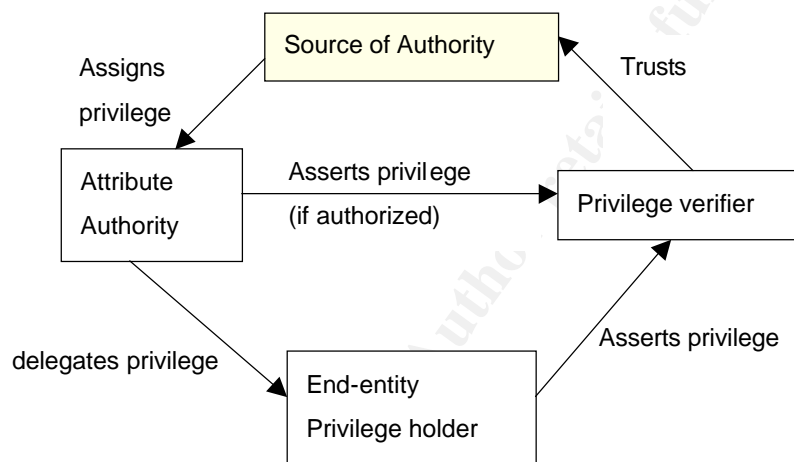 Source of Authority
Assigns
privilege
Trusts
Attribute
Authority
Asserts privilege
(if authorized)
Privilege verifier
delegates privilege
Asserts privilege
End-entity
Privilege holder